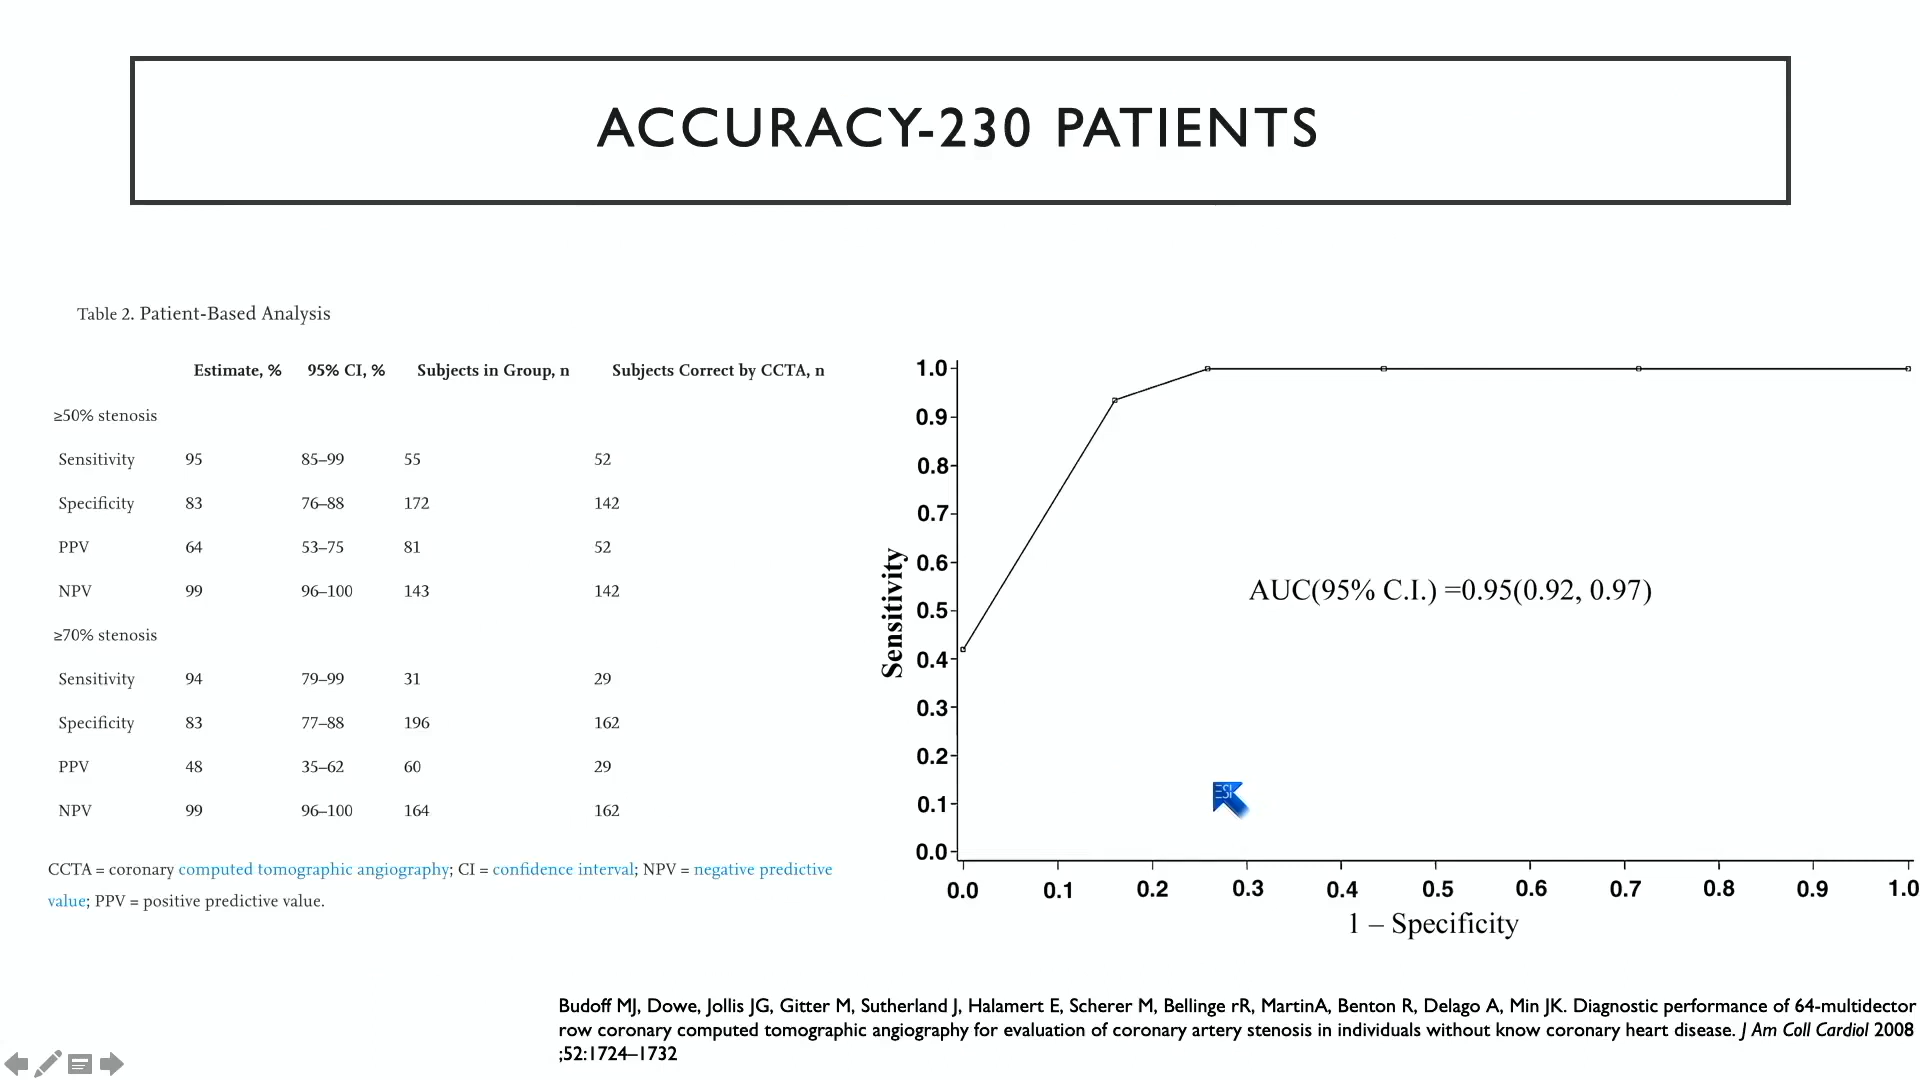 ACCURACY-230 PATIENTS
Table 2. Patient-Based Analysis
Estimate, % 95% CI, % Subjects in Group, n Subjects Correct by CCTA, n
≥50% stenosis
Sensitivity 95 85–99 55 52
Specificity 83 76–88 172 142
PPV 64 53–75 81 52
NPV 99 96–100 143 142
≥70% stenosis
Sensitivity 94 79–99 31 29
Specificity 83 77–88 196 162
PPV 48 35–62 60 29
NPV 99 96–100 164 162
CCTA = coronary computed tomographic angiography; CI = confidence interval; NPV = negative predictive
value; PPV = positive predictive value.
Sensitivity
1.0
0.9
0.8
0.7
0.6
0.5
0.4
0.3
0.2
0.1
0.0
AUC(95% C.I.) =0.95(0.92, 0.97)
ESI
0.0 0.1 0.2 0.3 0.4 0.5 0.6 0.7 0.8 0.9 1.0
1 – Specificity
Budoff MJ, Dowe, Jollis JG, Gitter M, Sutherland J, Halamert E, Scherer M, Bellinge rR, MartinA, Benton R, Delago A, Min JK. Diagnostic performance of 64-multidector
row coronary computed tomographic angiography for evaluation of coronary artery stenosis in individuals without know coronary heart disease. J Am Coll Cardiol 2008
;52:1724–1732